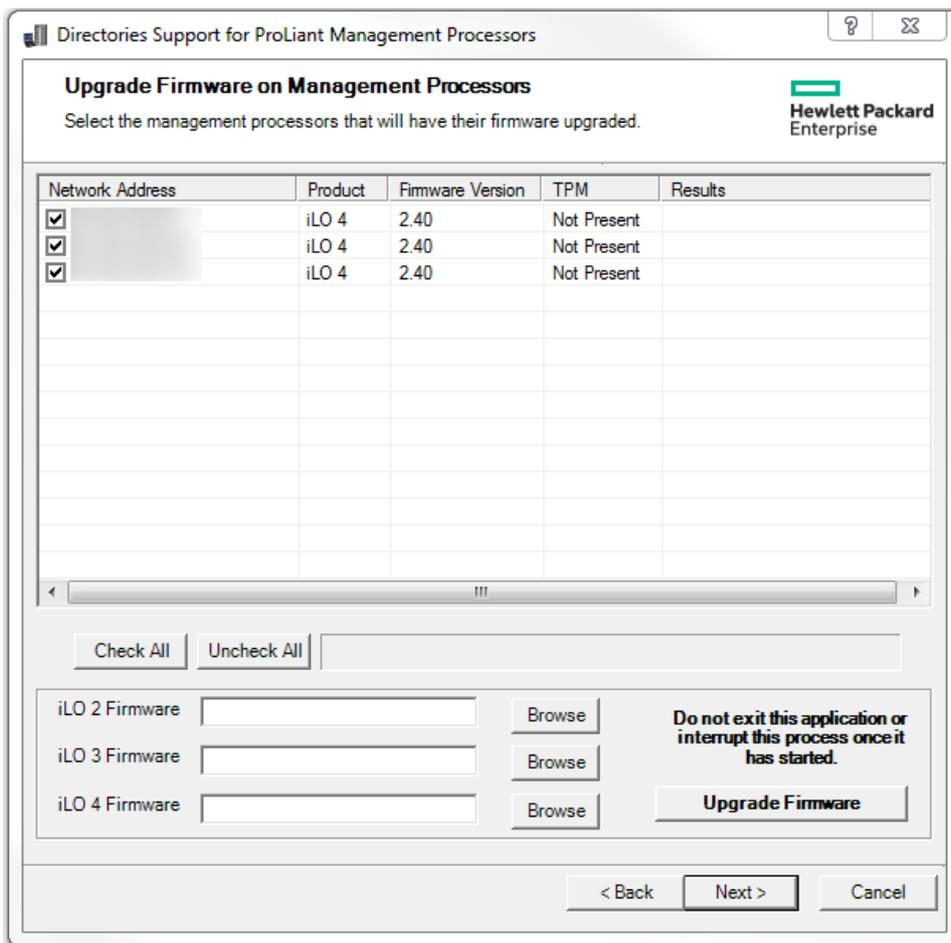 Directories Support for ProLiant Management Processors
Upgrade Firmware on Management Processors
Select the management processors that will have their firmware upgraded.
Hewlett Packard
Enterprise
Network Address Product Firmware Version TPM Results
iLO 4 2.40 Not Present
iLO 4 2.40 Not Present
iLO 4 2.40 Not Present
Check All Uncheck All
iLO 2 Firmware Browse
iLO 3 Firmware Browse
iLO 4 Firmware Browse
Do not exit this application or
interrupt this process once it
has started.
Upgrade Firmware
< Back Next > Cancel